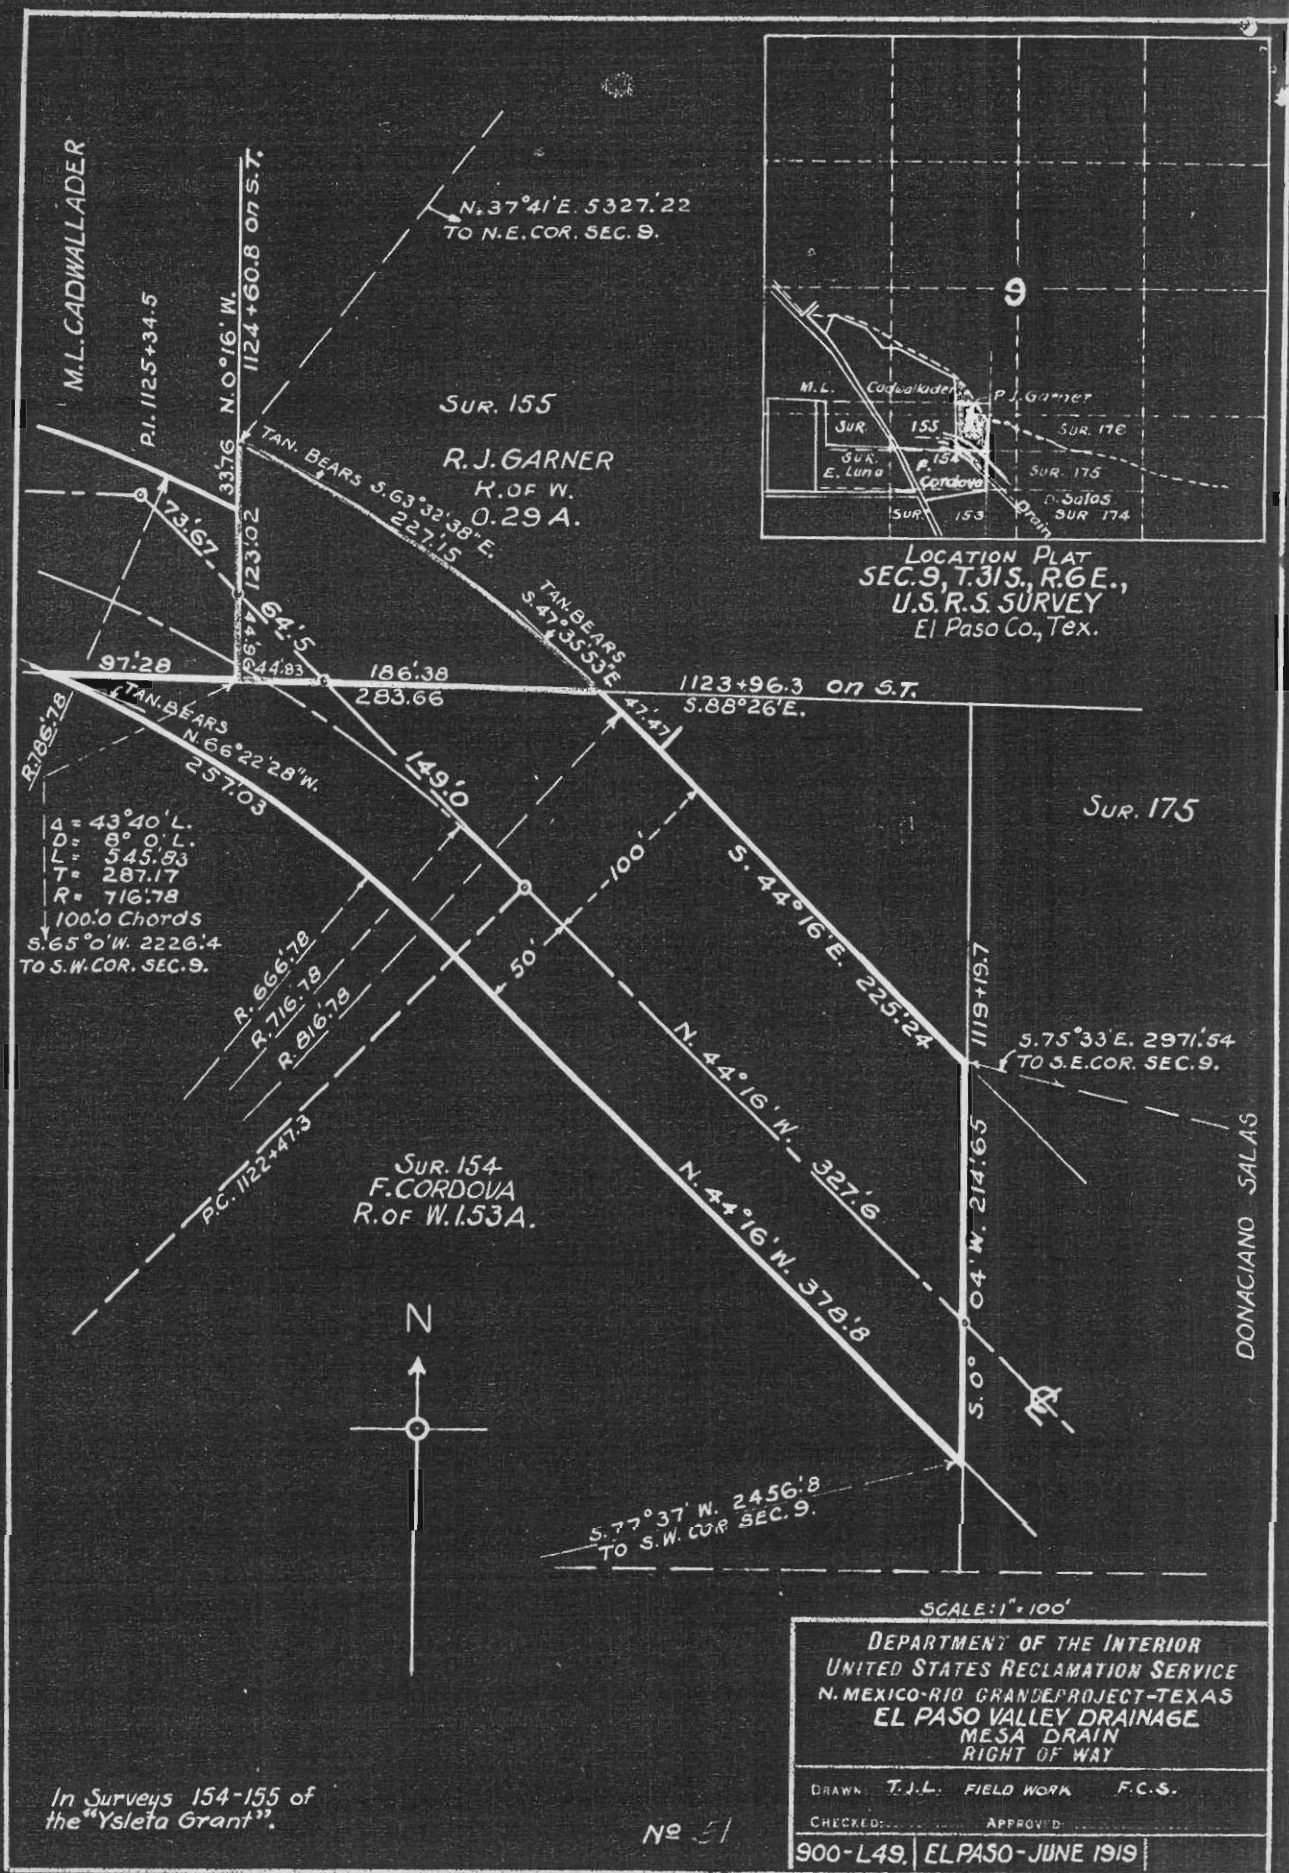 M.L.CADWALLADER
P.I. 1125+34.5
N.0°16'W.
1124+60.8 on S.T.
N.37°41'E. 5327.'22
TO N.E.COR. SEC. 9.
SUR. 155
R.J. GARNER
R.OF W.
0.29 A.
33.76
123.02
44.93
73.'67
64.'5
TAN. BEARS S.63°32'38"E.
227.'15
TAN.BEARS
S.47°35'53"E
97.'28
44.'83
186.'38
283.66
1123+96.3 on S.T.
S.88°26'E.
47.'47
R.786.'78
TAN.BEARS
N.66°22'28"W.
257.'03
149.'0
Δ = 43°40'L.
D= 8°0'L.
L= 545.'83
T= 287.'17
R= 716.'78
100.'0 Chords
S.65°0'W. 2226.'4
TO S.W.COR. SEC.9.
R.666.'78
R.716.'78
R.816.'78
P.C. 1122+47.3
100'
50'
S. 44°16'E. 225.'24
SUR. 175
1119+19.7
S.75°33'E. 2971.'54
TO S.E.COR. SEC.9.
N. 44°16'W. 327.'6
N. 44°16'W. 378.'8
S.0° 04'W. 214.'65
DONACIANO SALAS
SUR. 154
F.CORDOVA
R.OF W.1.53A.
N
S.77°37'W. 2456.'8
TO S.W. COR. SEC. 9.
9
M.L. Cadwallader
P.J. Garner
SUR. 155
SUR. 176
SUR.
E. Luna
F. 154
Cordova
SUR. 175
D. Salas
SUR 174
SUR. 153
Drain
LOCATION PLAT
SEC.9, T.31S., R.6E.,
U.S.R.S. SURVEY
El Paso Co., Tex.
SCALE: 1"=100'
DEPARTMENT OF THE INTERIOR
UNITED STATES RECLAMATION SERVICE
N. MEXICO-RIO GRANDE PROJECT-TEXAS
EL PASO VALLEY DRAINAGE
MESA DRAIN
RIGHT OF WAY
DRAWN T.J.L. FIELD WORK F.C.S.
CHECKED: APPROVED
900-L49. EL PASO-JUNE 1919
In Surveys 154-155 of
the "Ysleta Grant".
Nº 51